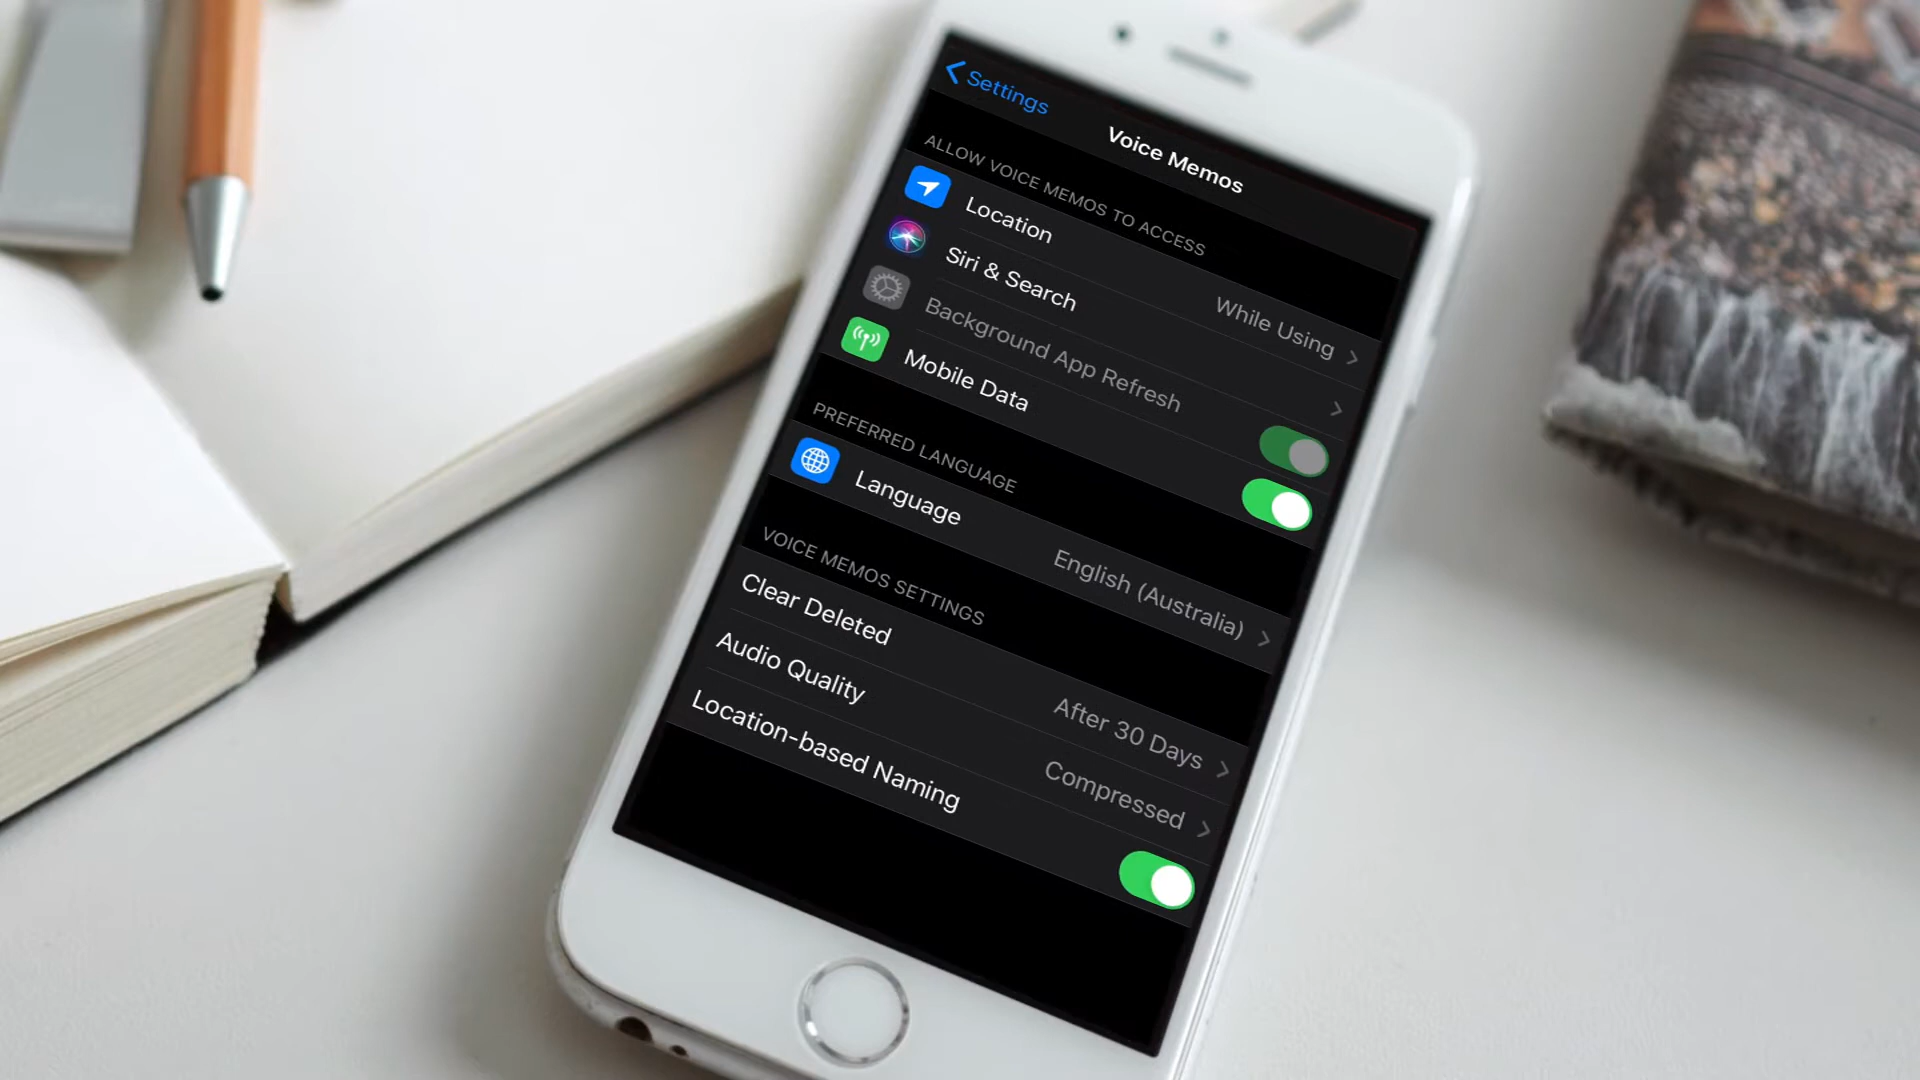 Settings
Voice Memos
ALLOW VOICE MEMOS TO ACCESS
Location While Using
Siri & Search
Background App Refresh
Mobile Data
PREFERRED LANGUAGE
Language English (Australia)
VOICE MEMOS SETTINGS
Clear Deleted After 30 Days
Audio Quality Compressed
Location-based Naming